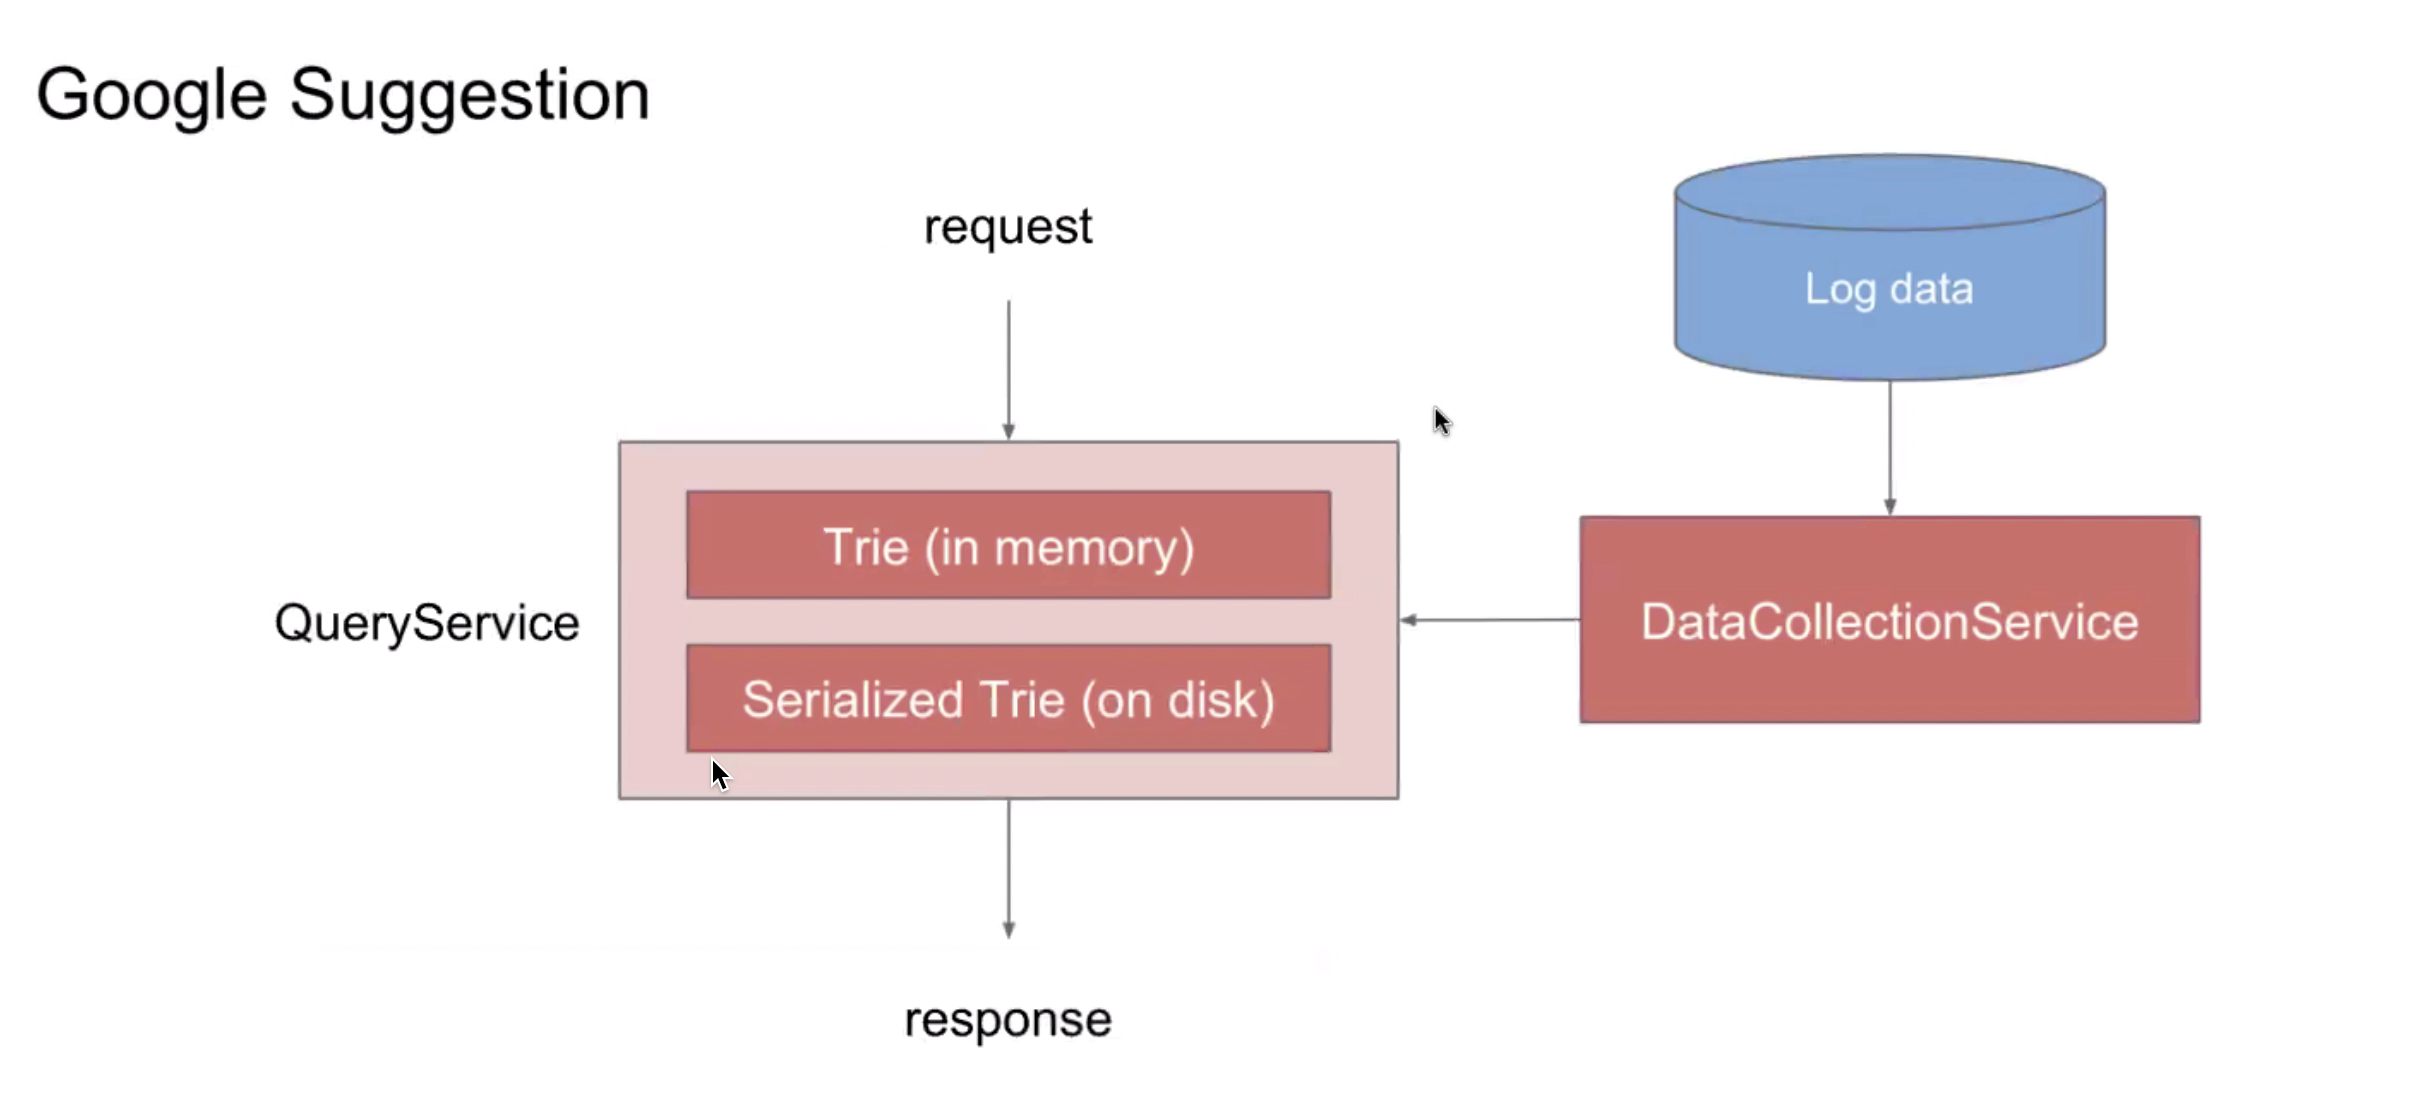 Google Suggestion
request
Log data
Trie (in memory)
QueryService
DataCollectionService
Serialized Trie (on disk)
response